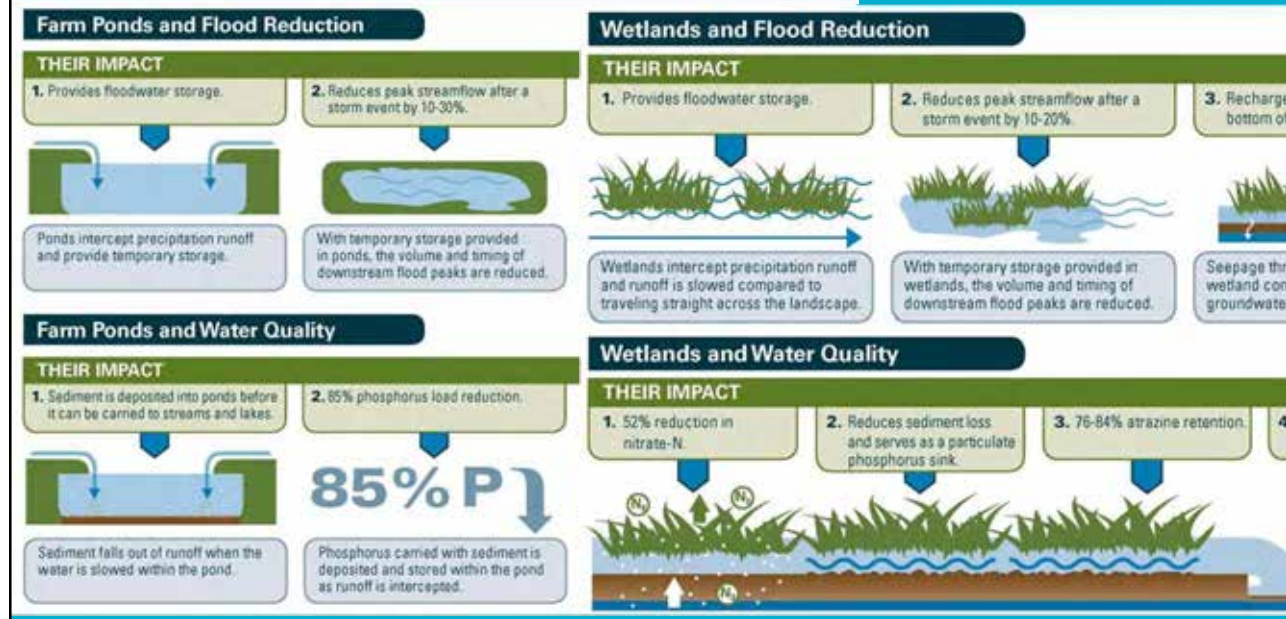 Farm Ponds and Flood Reduction
THEIR IMPACT
1. Provides floodwater storage.
2. Reduces peak streamflow after a
storm event by 10-30%.
Ponds intercept precipitation runoff
and provide temporary storage.
With temporary storage provided
in ponds, the volume and timing of
downstream flood peaks are reduced.
Farm Ponds and Water Quality
THEIR IMPACT
1. Sediment is deposited into ponds before
it can be carried to streams and lakes.
2. 85% phosphorus load reduction.
85% P
Sediment falls out of runoff when the
water is slowed within the pond.
Phosphorus carried with sediment is
deposited and stored within the pond
as runoff is intercepted.
Wetlands and Flood Reduction
THEIR IMPACT
1. Provides floodwater storage.
2. Reduces peak streamflow after a
storm event by 10-20%.
3. Recharge
bottom of
Wetlands intercept precipitation runoff
and runoff is slowed compared to
traveling straight across the landscape.
With temporary storage provided in
wetlands, the volume and timing of
downstream flood peaks are reduced.
Seepage thr
wetland con
groundwate
Wetlands and Water Quality
THEIR IMPACT
1. 52% reduction in
nitrate-N.
2. Reduces sediment loss
and serves as a particulate
phosphorus sink.
3. 76-84% atrazine retention.
4